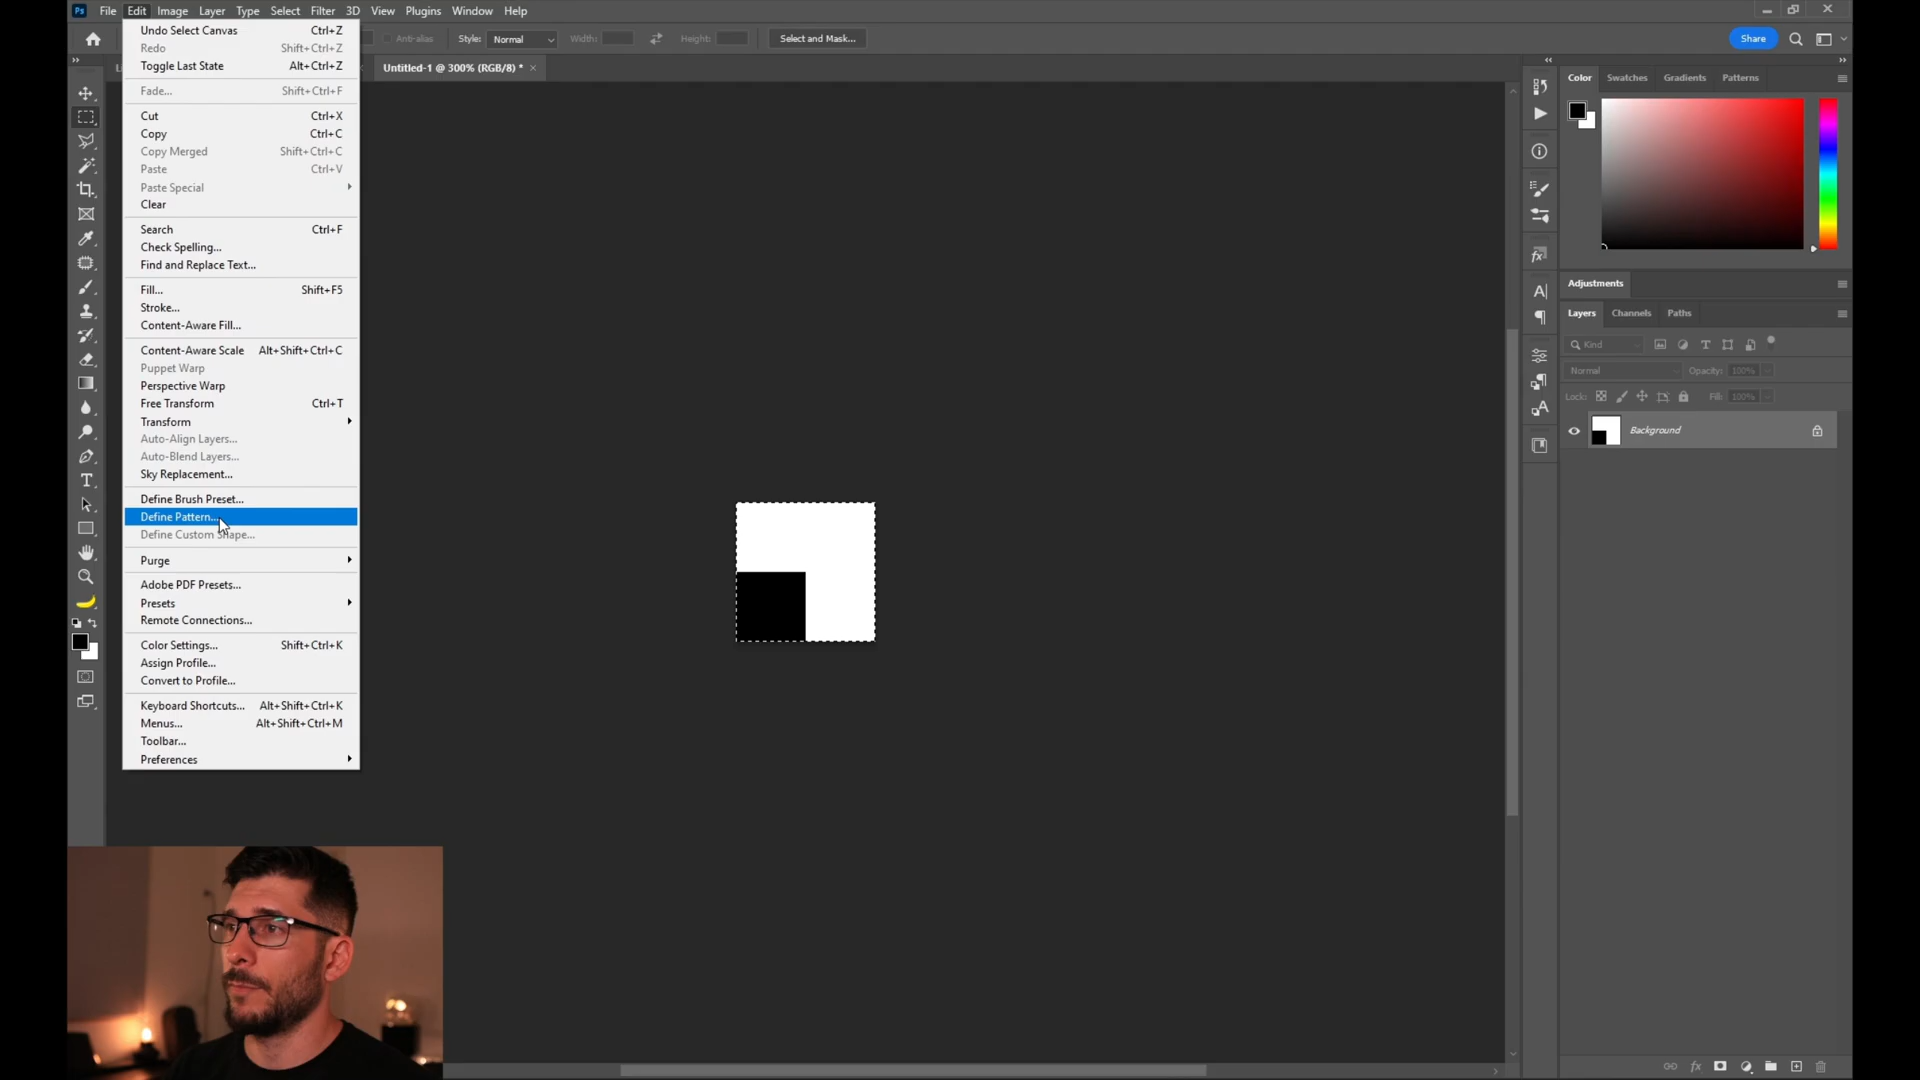 Ps File Edit Image Layer Type Select Filter 3D View Plugins Window Help
Anti-alias Style: Normal Width: Height: Select and Mask... Share
Untitled-1 @ 300% (RGB/8) * ×
Undo Select Canvas Ctrl+Z
Redo Shift+Ctrl+Z
Toggle Last State Alt+Ctrl+Z
Fade... Shift+Ctrl+F
Cut Ctrl+X
Copy Ctrl+C
Copy Merged Shift+Ctrl+C
Paste Ctrl+V
Paste Special
Clear
Search Ctrl+F
Check Spelling...
Find and Replace Text...
Fill... Shift+F5
Stroke...
Content-Aware Fill...
Content-Aware Scale Alt+Shift+Ctrl+C
Puppet Warp
Perspective Warp
Free Transform Ctrl+T
Transform
Auto-Align Layers...
Auto-Blend Layers...
Sky Replacement...
Define Brush Preset...
Define Pattern...
Define Custom Shape...
Purge
Adobe PDF Presets...
Presets
Remote Connections...
Color Settings... Shift+Ctrl+K
Assign Profile...
Convert to Profile...
Keyboard Shortcuts... Alt+Shift+Ctrl+K
Menus... Alt+Shift+Ctrl+M
Toolbar...
Preferences
Color Swatches Gradients Patterns
Adjustments
Layers Channels Paths
Kind
Normal Opacity: 100%
Lock: Fill: 100%
Background